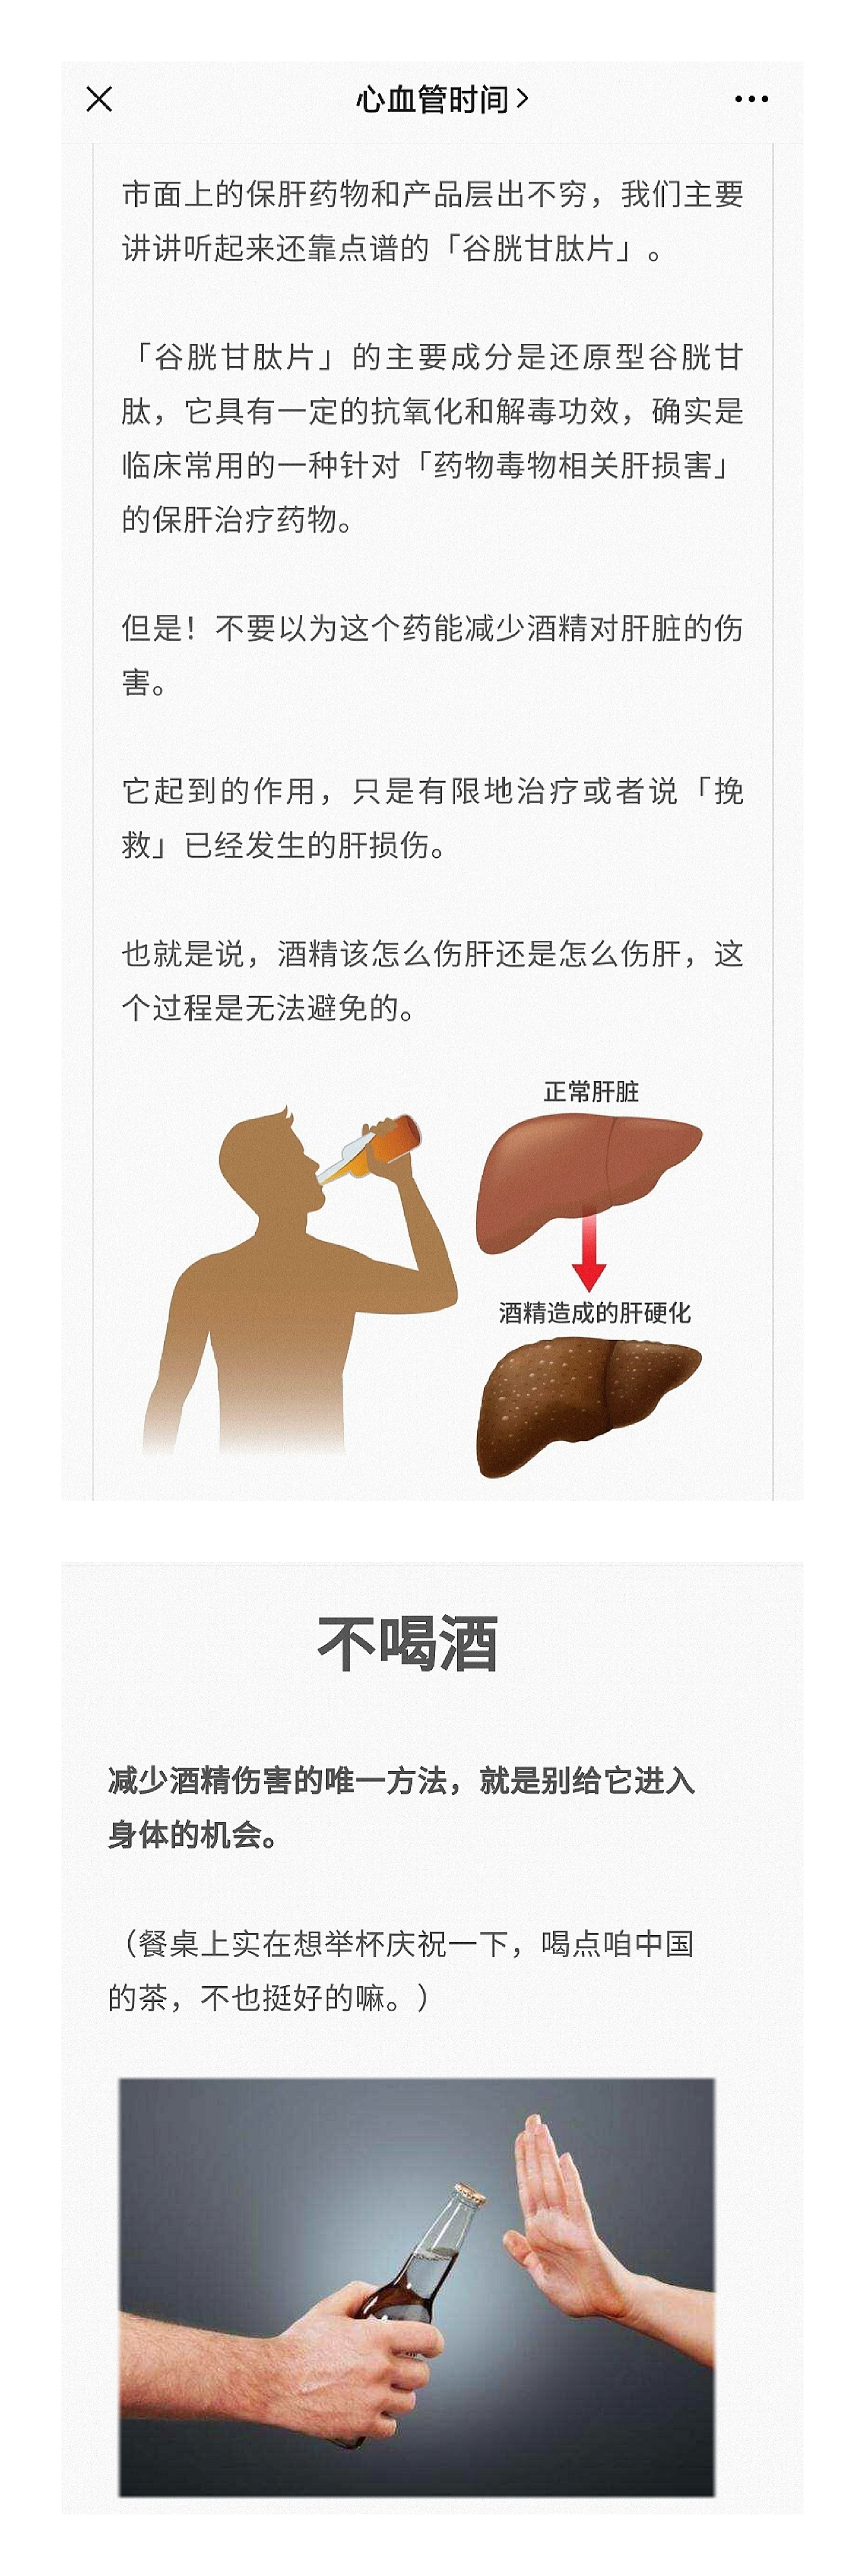 心血管时间
市面上的保肝药物和产品层出不穷，我们主要
讲讲听起来还靠点谱的「谷胱甘肽片」。
「谷胱甘肽片」的主要成分是还原型谷胱甘
肽，它具有一定的抗氧化和解毒功效，确实是
临床常用的一种针对「药物毒物相关肝损害」
的保肝治疗药物。
但是！不要以为这个药能减少酒精对肝脏的伤
害。
它起到的作用，只是有限地治疗或者说「挽
救」已经发生的肝损伤。
也就是说，酒精该怎么伤肝还是怎么伤肝，这
个过程是无法避免的。
正常肝脏
酒精造成的肝硬化
不喝酒
减少酒精伤害的唯一方法，就是别给它进入
身体的机会。
（餐桌上实在想举杯庆祝一下，喝点咱中国
的茶，不也挺好的嘛。）